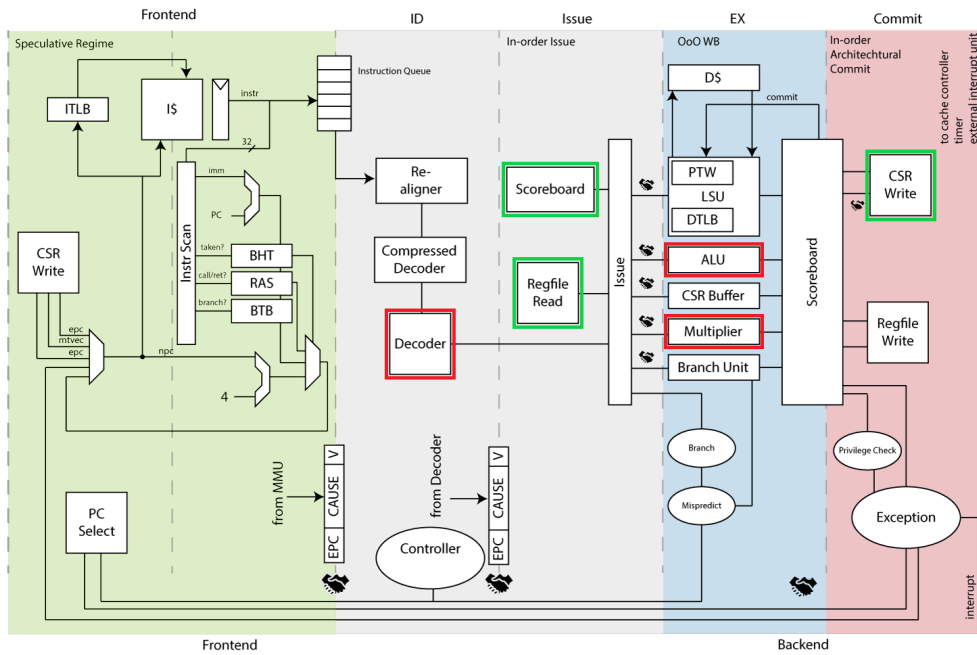 Frontend
ID
Issue
EX
Commit
Speculative Regime
In-order Issue
OoO WB
In-order
Architechtural
Commit
to cache controller
timer
external interrupt unit
ITLB
I$
instr
Instruction Queue
D$
commit
32
imm
PC
Instr Scan
taken?
BHT
call/ret?
RAS
branch?
BTB
CSR
Write
epc
mtvec
epc
npc
4
Re-
aligner
Compressed
Decoder
Decoder
Scoreboard
Regfile
Read
Issue
PTW
LSU
DTLB
ALU
CSR Buffer
Multiplier
Branch Unit
Scoreboard
CSR
Write
Regfile
Write
Branch
Mispredict
Privilege Check
Exception
from MMU
EPC
CAUSE
V
from Decoder
EPC
CAUSE
V
PC
Select
Controller
interrupt
Frontend
Backend